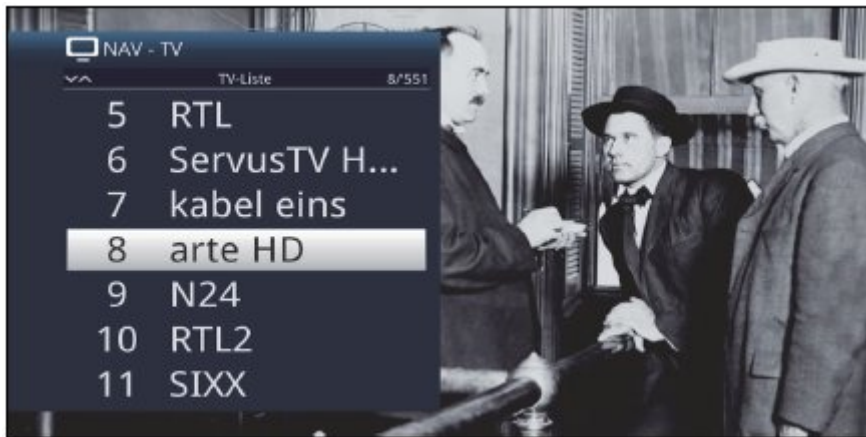 NAV - TV
TV-Liste 8/551
5 RTL
6 ServusTV H...
7 kabel eins
8 arte HD
9 N24
10 RTL2
11 SIXX